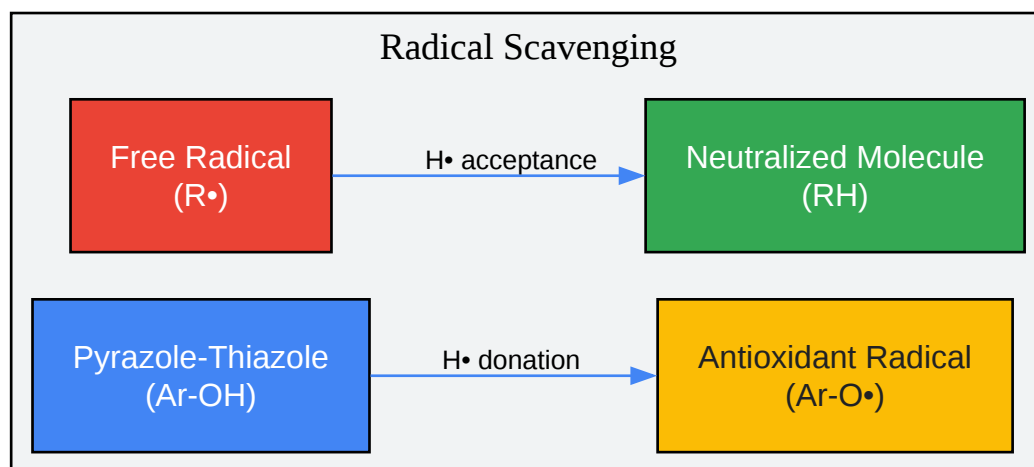 Radical Scavenging
Free Radical
(R•)
H• acceptance
Neutralized Molecule
(RH)
Pyrazole-Thiazole
(Ar-OH)
H• donation
Antioxidant Radical
(Ar-O•)